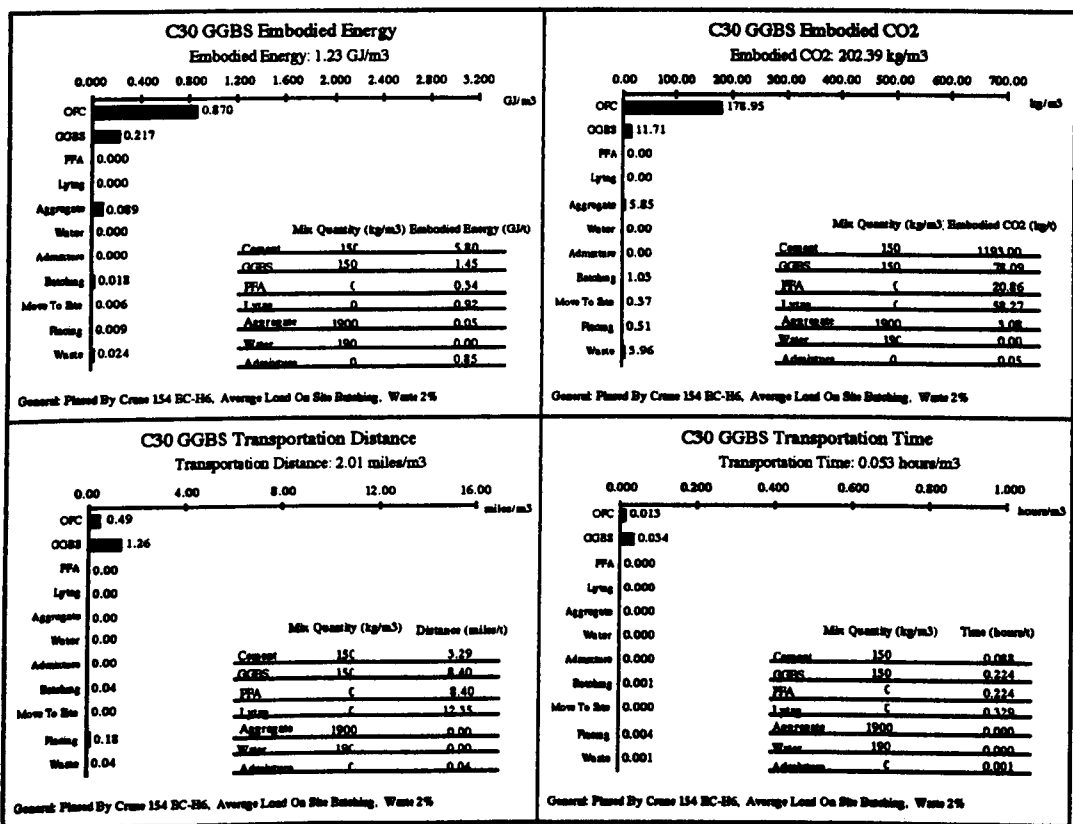 C30 GGBS Embodied Energy
Embodied Energy: 1.23 GJ/m3
0.000 0.400 0.800 1.200 1.600 2.000 2.400 2.800 3.200
GJ/m3
OPC 0.870
GGBS 0.217
PFA 0.000
Lytag 0.000
Aggregate 0.089
Water 0.000
Admixture 0.000
Batching 0.018
Move To Site 0.006
Placing 0.009
Waste 0.024
Mix Quantity (kg/m3) Embodied Energy (GJ/t)
Cement 150 5.80
GGBS 150 1.45
PFA 0 0.34
Lytag 0 0.92
Aggregate 1900 0.05
Water 190 0.00
Admixture 0 0.85
General: Placed By Crane 154 EC-H6, Average Load On Site Batching, Waste 2%
C30 GGBS Embodied CO2
Embodied CO2: 202.39 kg/m3
0.00 100.00 200.00 300.00 400.00 500.00 600.00 700.00
kg/m3
OPC 178.95
GGBS 11.71
PFA 0.00
Lytag 0.00
Aggregate 5.85
Water 0.00
Admixture 0.00
Batching 1.03
Move To Site 0.37
Placing 0.51
Waste 3.96
Mix Quantity (kg/m3) Embodied CO2 (kg/t)
Cement 150 1193.00
GGBS 150 78.09
PFA 0 20.86
Lytag 0 58.27
Aggregate 1900 3.08
Water 190 0.00
Admixture 0 0.05
General: Placed By Crane 154 EC-H6, Average Load On Site Batching, Waste 2%
C30 GGBS Transportation Distance
Transportation Distance: 2.01 miles/m3
0.00 4.00 8.00 12.00 16.00
miles/m3
OPC 0.49
GGBS 1.26
PFA 0.00
Lytag 0.00
Aggregate 0.00
Water 0.00
Admixture 0.00
Batching 0.04
Move To Site 0.00
Placing 0.18
Waste 0.04
Mix Quantity (kg/m3) Distance (miles/t)
Cement 150 3.29
GGBS 150 8.40
PFA 0 8.40
Lytag 0 12.35
Aggregate 1900 0.00
Water 190 0.00
Admixture 0 0.04
General: Placed By Crane 154 EC-H6, Average Load On Site Batching, Waste 2%
C30 GGBS Transportation Time
Transportation Time: 0.053 hours/m3
0.000 0.200 0.400 0.600 0.800 1.000
hours/m3
OPC 0.013
GGBS 0.034
PFA 0.000
Lytag 0.000
Aggregate 0.000
Water 0.000
Admixture 0.000
Batching 0.001
Move To Site 0.000
Placing 0.004
Waste 0.001
Mix Quantity (kg/m3) Time (hours/t)
Cement 150 0.088
GGBS 150 0.224
PFA 0 0.224
Lytag 0 0.329
Aggregate 1900 0.000
Water 190 0.000
Admixture 0 0.001
General: Placed By Crane 154 EC-H6, Average Load On Site Batching, Waste 2%